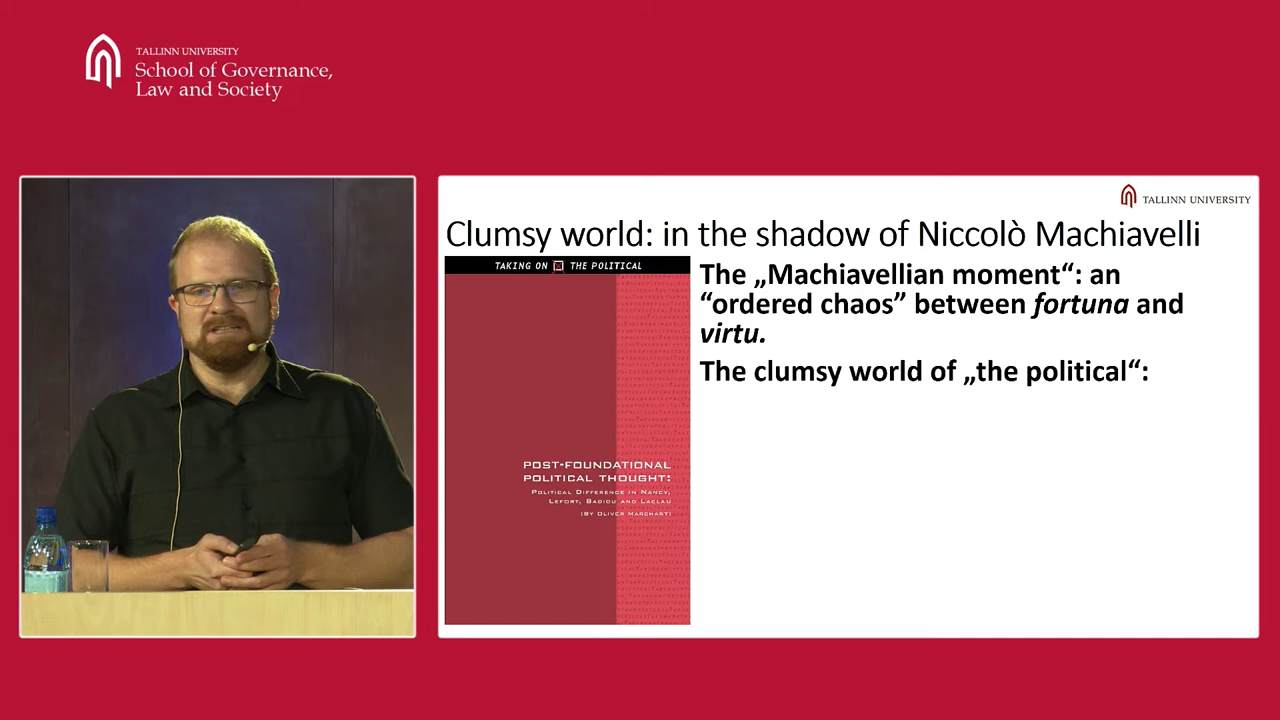 TALLINN UNIVERSITY
School of Governance,
Law and Society
TALLINN UNIVERSITY
Clumsy world: in the shadow of Niccolò Machiavelli
TAKING ON THE POLITICAL
The „Machiavellian moment“: an
“ordered chaos” between fortuna and
virtu.
The clumsy world of „the political“:
POST-FOUNDATIONAL
POLITICAL THOUGHT:
Political Difference in Nancy,
Lefort, Badiou and Laclau
(By Oliver Marchart)